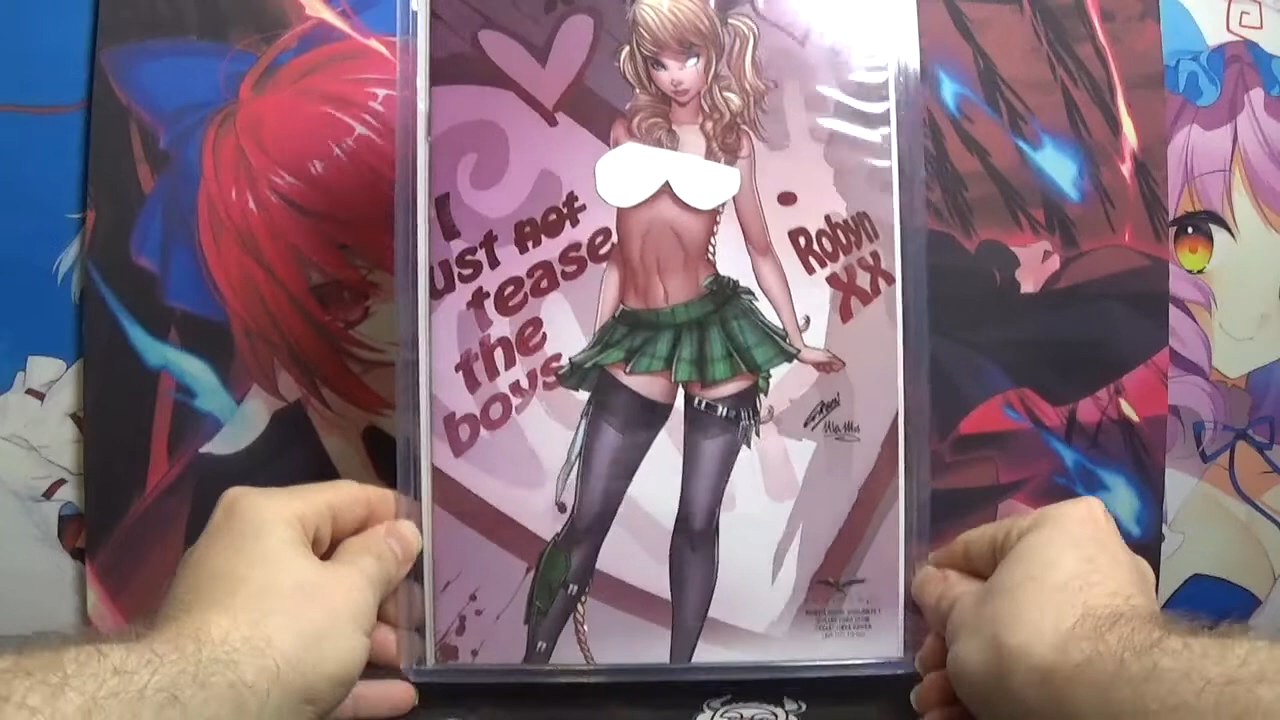 I
ust not
tease
the
boys
Robyn
XX